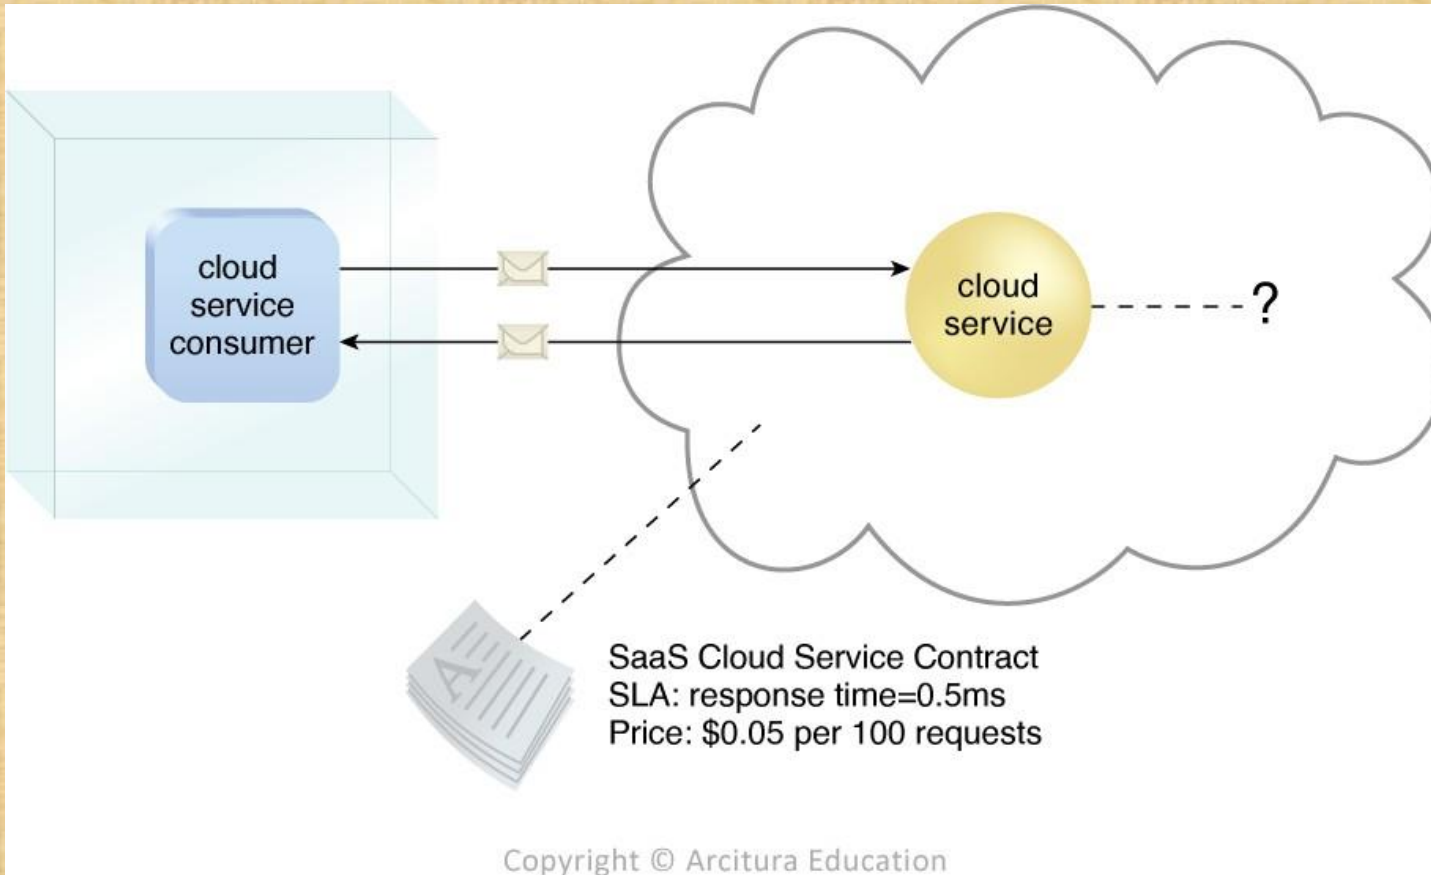 cloud
service
consumer
cloud
service
?
A
SaaS Cloud Service Contract
SLA: response time=0.5ms
Price: $0.05 per 100 requests
Copyright © Arcitura Education